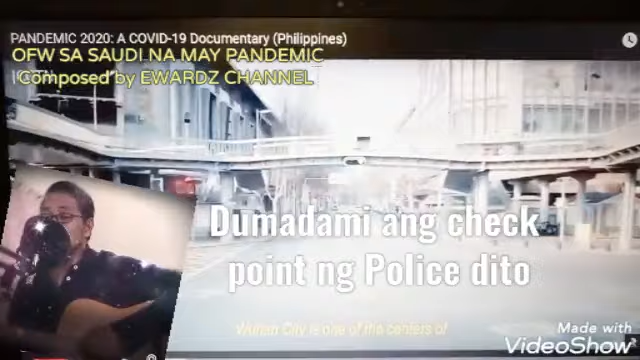 PANDEMIC 2020: A COVID-19 Documentary (Philippines)
OFW SA SAUDI NA MAY PANDEMIC
Composed by EWARDZ CHANNEL
Dumadami ang check
point ng Police dito
Wuhan City is one of the centers of
Made with
VideoShow